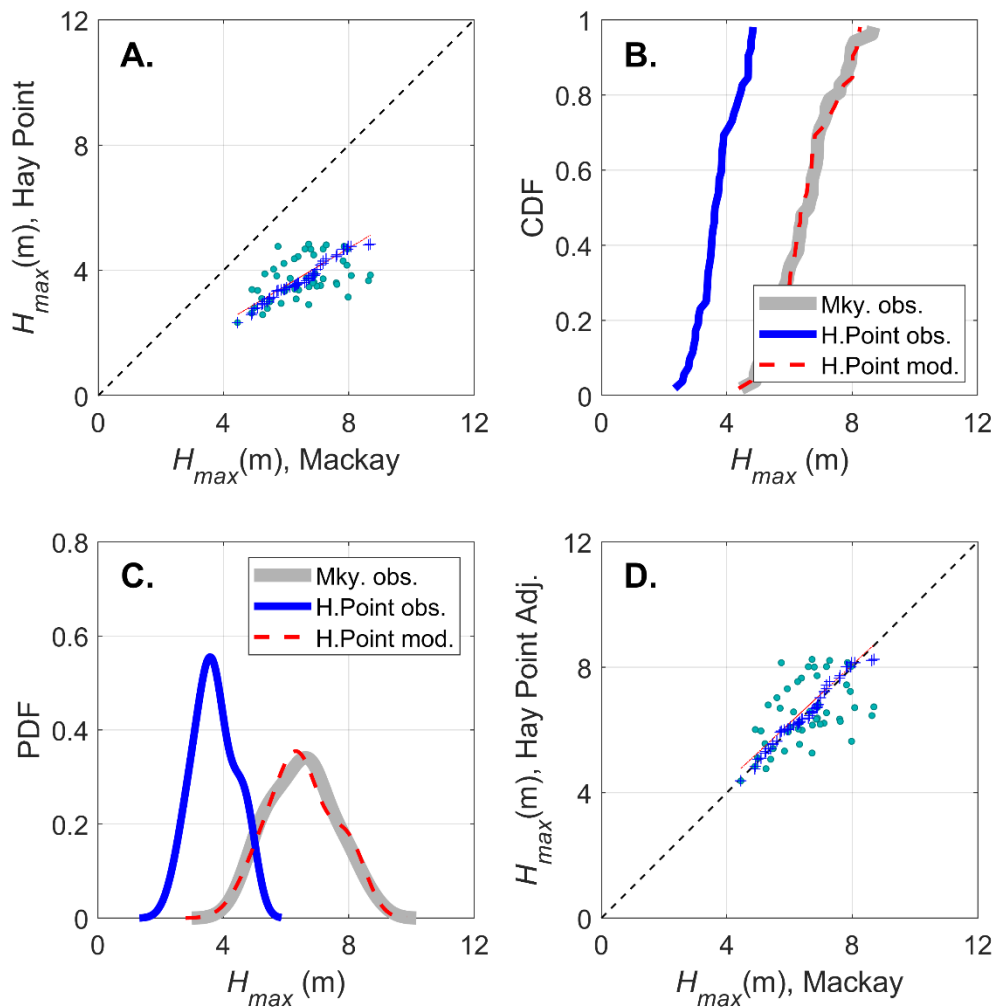 A.
12
8
4
0
H_max(m), Hay Point
0 4 8 12
H_max(m), Mackay
B.
1
0.8
0.6
0.4
0.2
0
CDF
Mky. obs.
H.Point obs.
H.Point mod.
0 4 8 12
H_max (m)
C.
0.8
0.6
0.4
0.2
0
PDF
Mky. obs.
H.Point obs.
H.Point mod.
0 4 8 12
H_max (m)
D.
12
8
4
0
H_max(m), Hay Point Adj.
0 4 8 12
H_max(m), Mackay